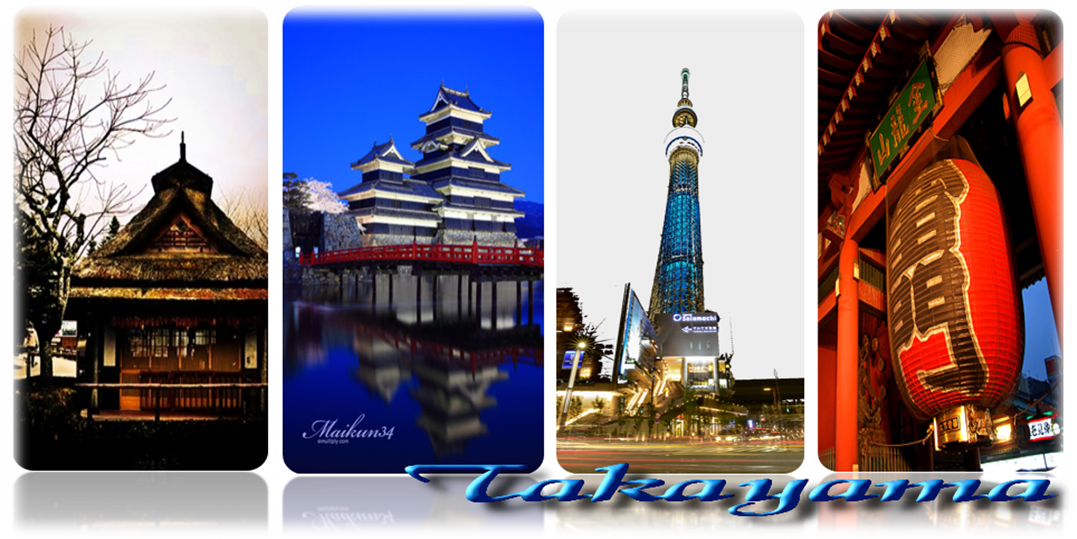 Maikun34
Solamachi
金龍山
雷門
Takayama